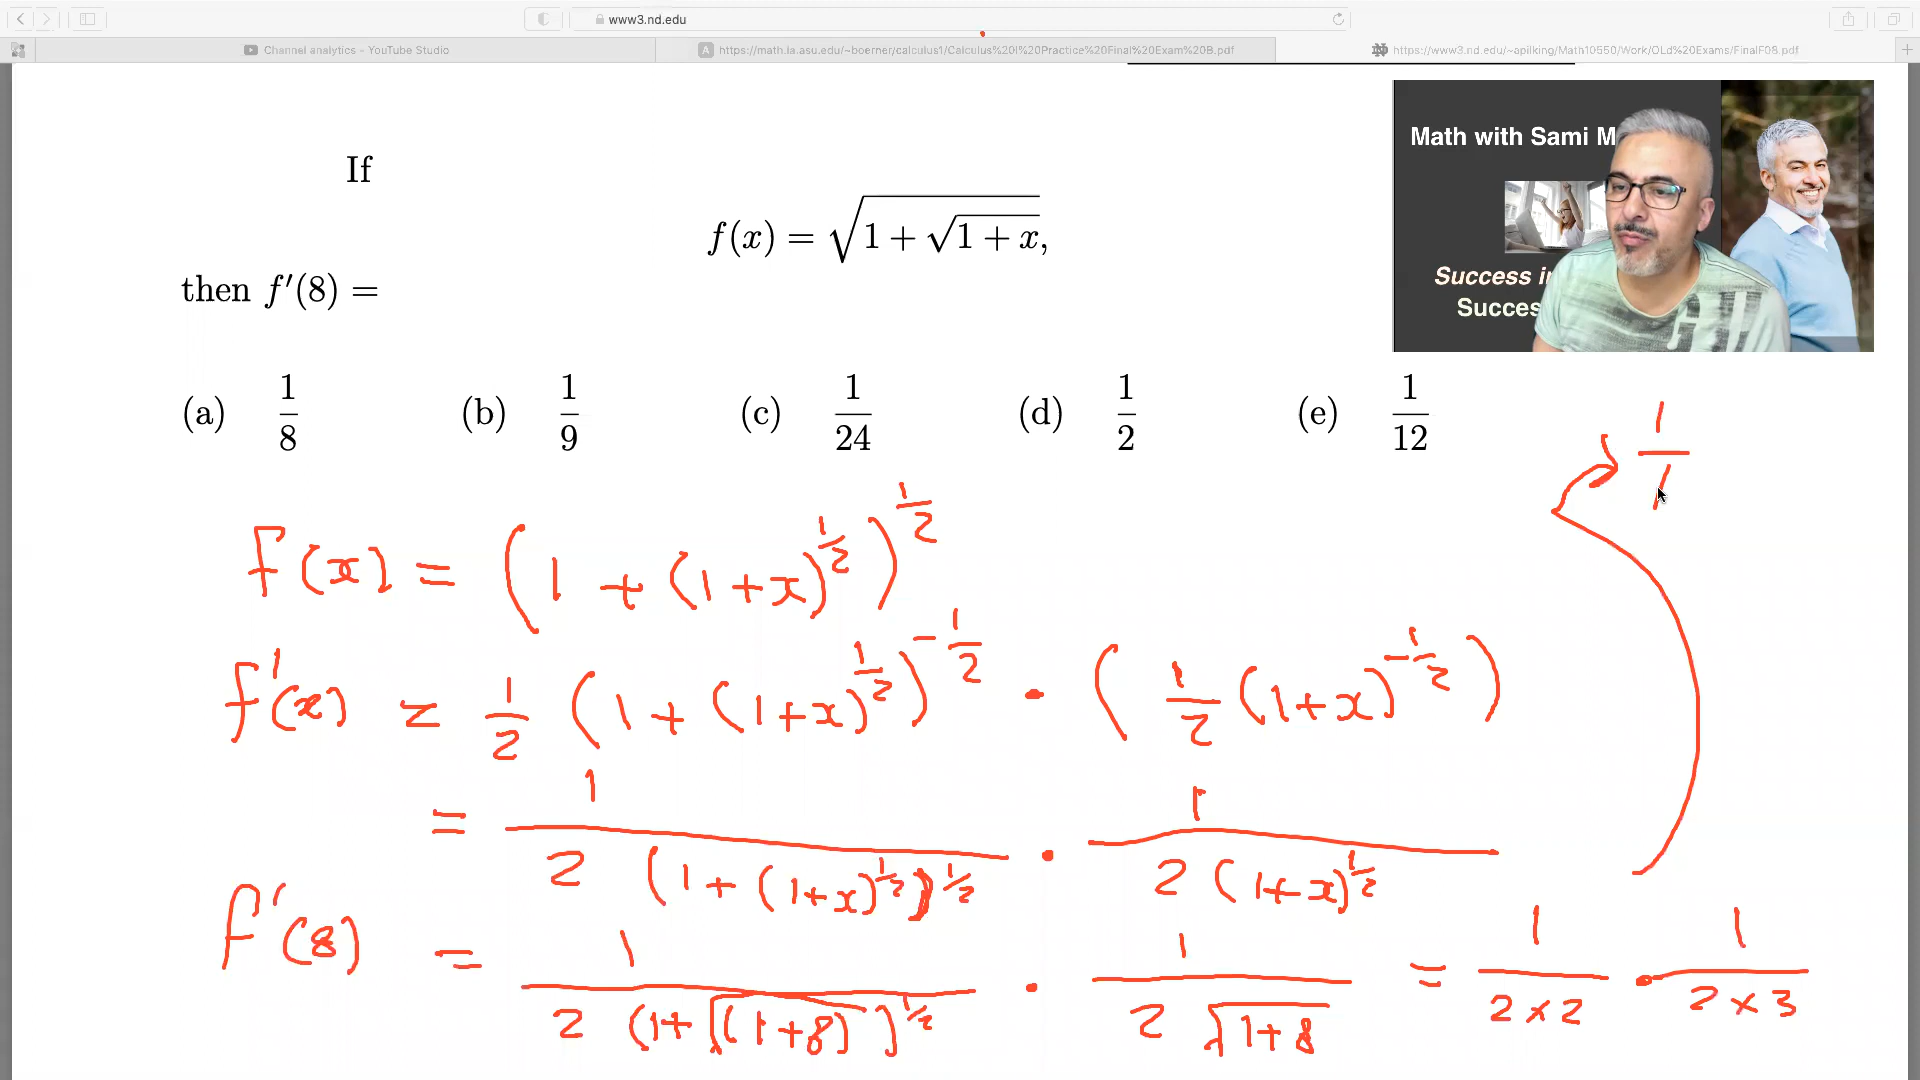 www3.nd.edu
Channel analytics – YouTube Studio
https://math.la.asu.edu/~boerner/calculus1/Calculus%20I%20Practice%20Final%20Exam%20B.pdf
https://www3.nd.edu/~apilking/Math10550/Work/OLd%20Exams/FinalF08.pdf
Math with Sami M
Success i
Succes
If
f(x) = √(1 + √(1 + x)),
then f′(8) =
(a) 1/8 (b) 1/9 (c) 1/24 (d) 1/2 (e) 1/12
1/1
f(x) = (1 + (1+x)^1/2)^1/2
f'(x) = 1/2 (1 + (1+x)^1/2)^-1/2 · (1/2 (1+x)^-1/2)
= 1/(2 (1 + (1+x)^1/2)^1/2) · 1/(2 (1+x)^1/2)
f'(8) = 1/(2 (1+√(1+8))^1/2) · 1/(2 √1+8) = 1/(2×2) · 1/(2×3)